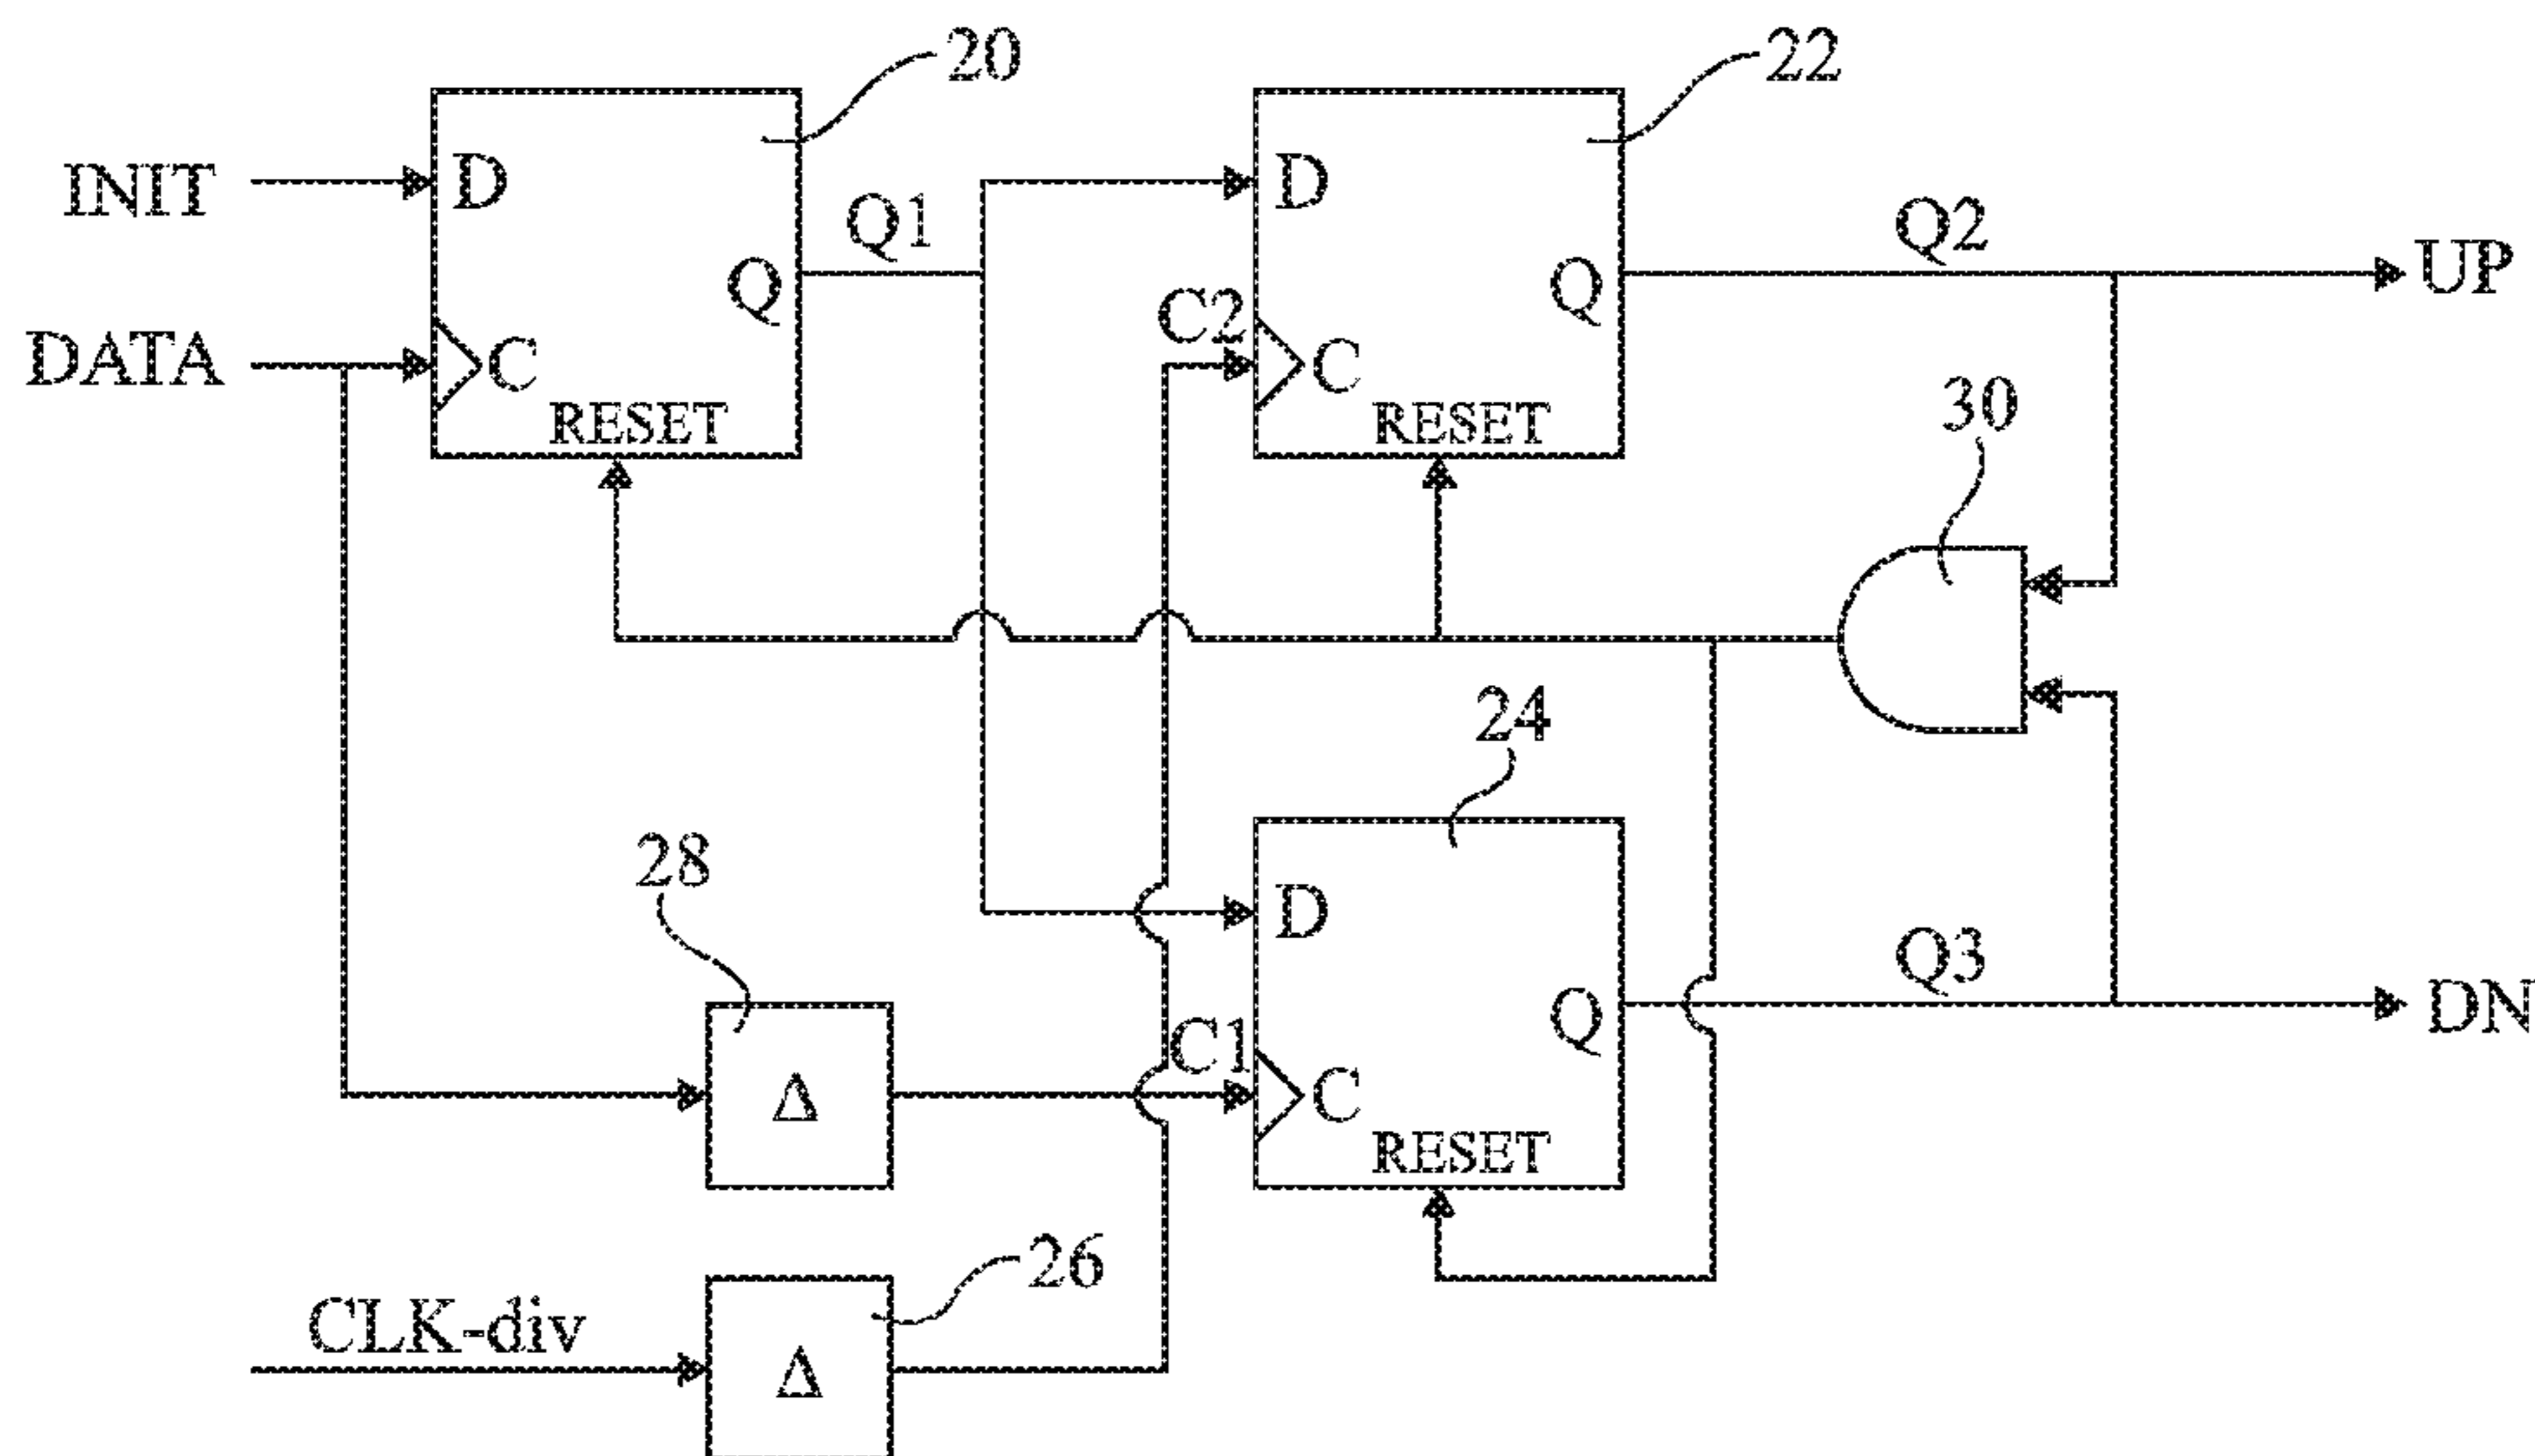 20
22
INIT
D
Q1
D
Q2
Q
Q
UP
C2
DATA
C
C
RESET
RESET
30
24
28
D
Q3
Q
DN
C1
Δ
C
RESET
26
CLK-div
Δ